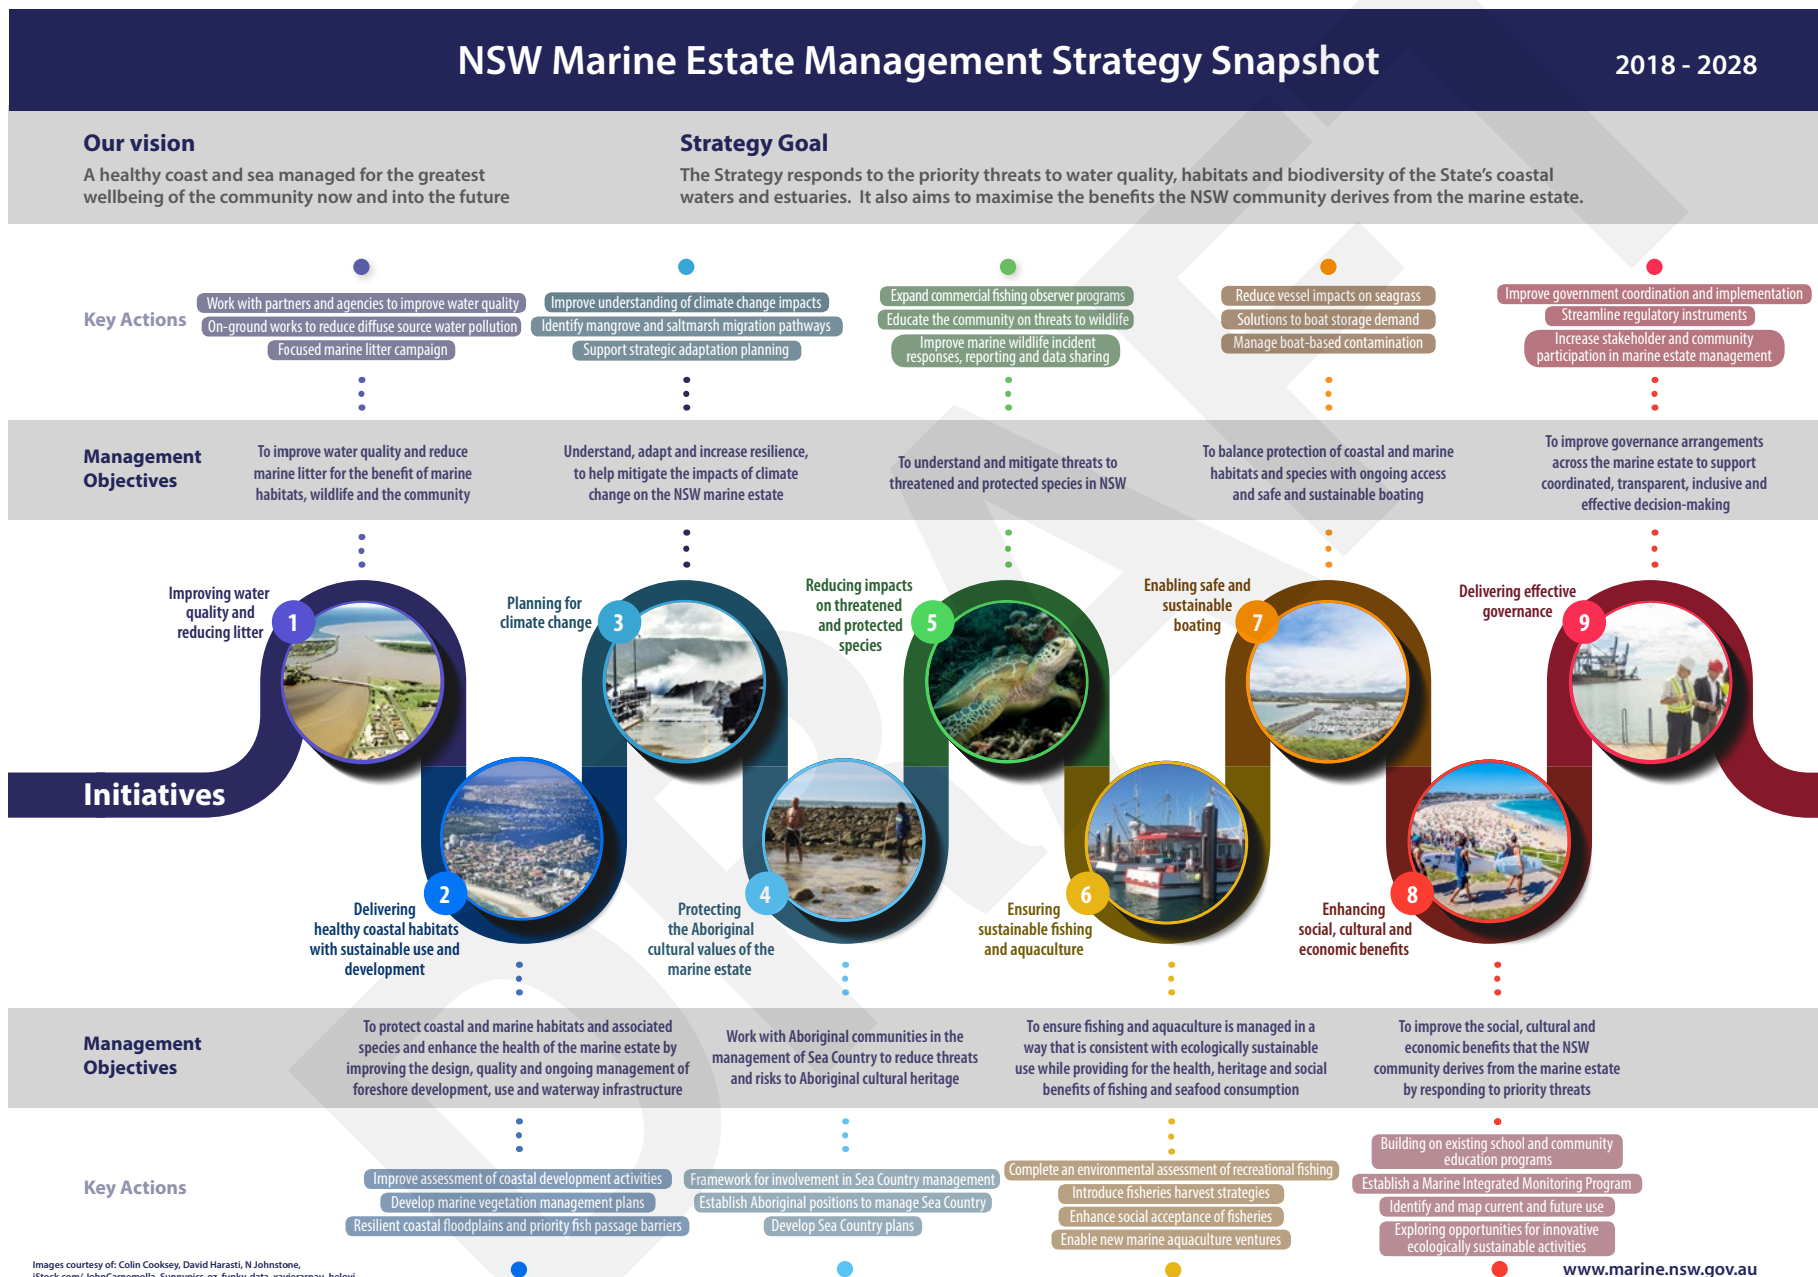 NSW Marine Estate Management Strategy Snapshot
2018 - 2028
Our vision
A healthy coast and sea managed for the greatest
wellbeing of the community now and into the future
Strategy Goal
The Strategy responds to the priority threats to water quality, habitats and biodiversity of the State's coastal
waters and estuaries. It also aims to maximise the benefits the NSW community derives from the marine estate.
Key Actions
Work with partners and agencies to improve water quality
On-ground works to reduce diffuse source water pollution
Focused marine litter campaign
Improve understanding of climate change impacts
Identify mangrove and saltmarsh migration pathways
Support strategic adaptation planning
Expand commercial fishing observer programs
Educate the community on threats to wildlife
Improve marine wildlife incident
responses, reporting and data sharing
Reduce vessel impacts on seagrass
Solutions to boat storage demand
Manage boat-based contamination
Improve government coordination and implementation
Streamline regulatory instruments
Increase stakeholder and community
participation in marine estate management
Management
Objectives
To improve water quality and reduce
marine litter for the benefit of marine
habitats, wildlife and the community
Understand, adapt and increase resilience,
to help mitigate the impacts of climate
change on the NSW marine estate
To understand and mitigate threats to
threatened and protected species in NSW
To balance protection of coastal and marine
habitats and species with ongoing access
and safe and sustainable boating
To improve governance arrangements
across the marine estate to support
coordinated, transparent, inclusive and
effective decision-making
Improving water
quality and
reducing litter
1
Planning for
climate change
3
Reducing impacts
on threatened
and protected
species
5
Enabling safe and
sustainable
boating
7
Delivering effective
governance
9
Initiatives
2
Delivering
healthy coastal habitats
with sustainable use and
development
4
Protecting
the Aboriginal
cultural values of the
marine estate
6
Ensuring
sustainable fishing
and aquaculture
8
Enhancing
social, cultural and
economic benefits
Management
Objectives
To protect coastal and marine habitats and associated
species and enhance the health of the marine estate by
improving the design, quality and ongoing management of
foreshore development, use and waterway infrastructure
Work with Aboriginal communities in the
management of Sea Country to reduce threats
and risks to Aboriginal cultural heritage
To ensure fishing and aquaculture is managed in a
way that is consistent with ecologically sustainable
use while providing for the health, heritage and social
benefits of fishing and seafood consumption
To improve the social, cultural and
economic benefits that the NSW
community derives from the marine estate
by responding to priority threats
Key Actions
Improve assessment of coastal development activities
Develop marine vegetation management plans
Resilient coastal floodplains and priority fish passage barriers
Framework for involvement in Sea Country management
Establish Aboriginal positions to manage Sea Country
Develop Sea Country plans
Complete an environmental assessment of recreational fishing
Introduce fisheries harvest strategies
Enhance social acceptance of fisheries
Enable new marine aquaculture ventures
Building on existing school and community
education programs
Establish a Marine Integrated Monitoring Program
Identify and map current and future use
Exploring opportunities for innovative
ecologically sustainable activities
Images courtesy of: Colin Cooksey, David Harasti, N Johnstone,
www.marine.nsw.gov.au
DRAFT